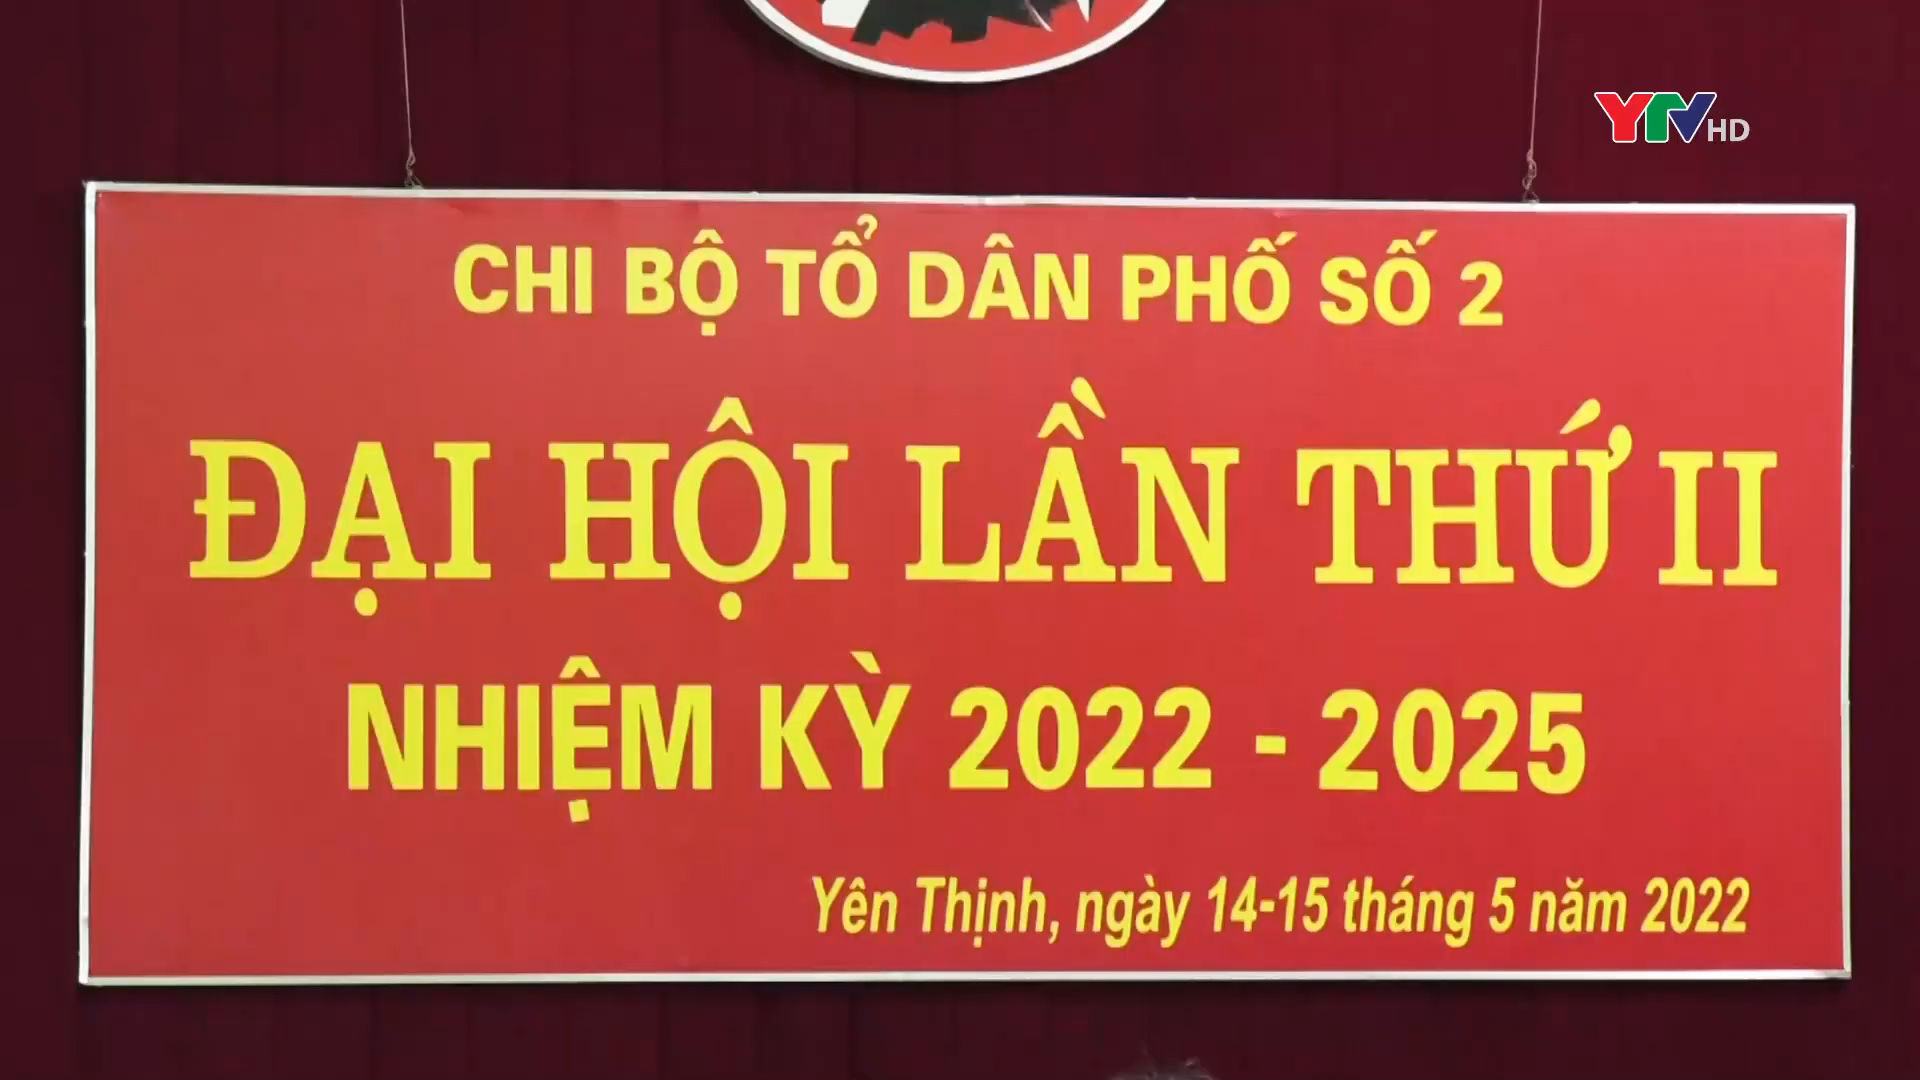 YTV HD
CHI BỘ TỔ DÂN PHỐ SỐ 2
ĐẠI HỘI LẦN THỨ II
NHIỆM KỲ 2022 - 2025
Yên Thịnh, ngày 14-15 tháng 5 năm 2022